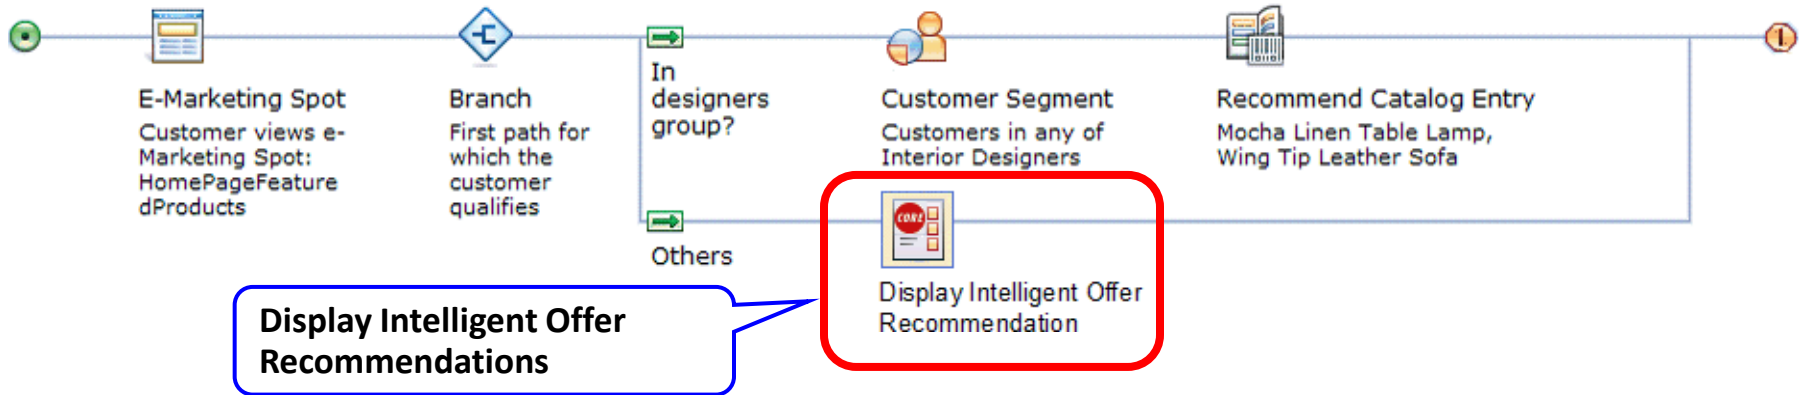 E-Marketing Spot
Customer views e-
Marketing Spot:
HomePageFeature
dProducts
Branch
First path for
which the
customer
qualifies
In
designers
group?
Customer Segment
Customers in any of
Interior Designers
Recommend Catalog Entry
Mocha Linen Table Lamp,
Wing Tip Leather Sofa
1
Others
CORE
Display Intelligent Offer
Recommendation
Display Intelligent Offer
Recommendations